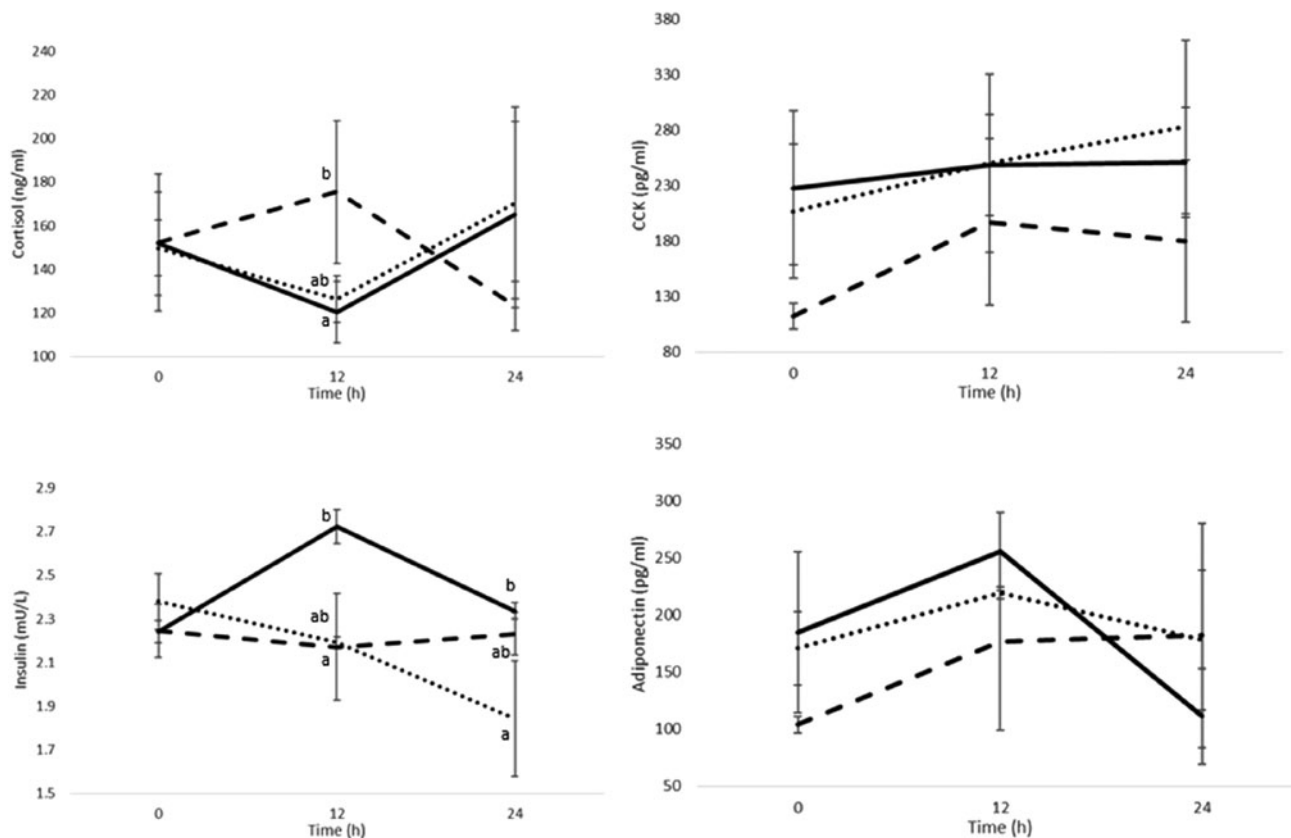 Cortisol (ng/ml)
240
220
200
180
160
140
120
100
b
ab
a
0
12
24
Time (h)
CCK (pg/ml)
380
330
280
230
180
130
80
0
12
24
Time (h)
Insulin (mU/L)
2.9
2.7
2.5
2.3
2.1
1.9
1.7
1.5
b
ab
a
b
ab
a
0
12
24
Time (h)
Adiponectin (pg/ml)
350
300
250
200
150
100
50
0
12
24
Time (h)